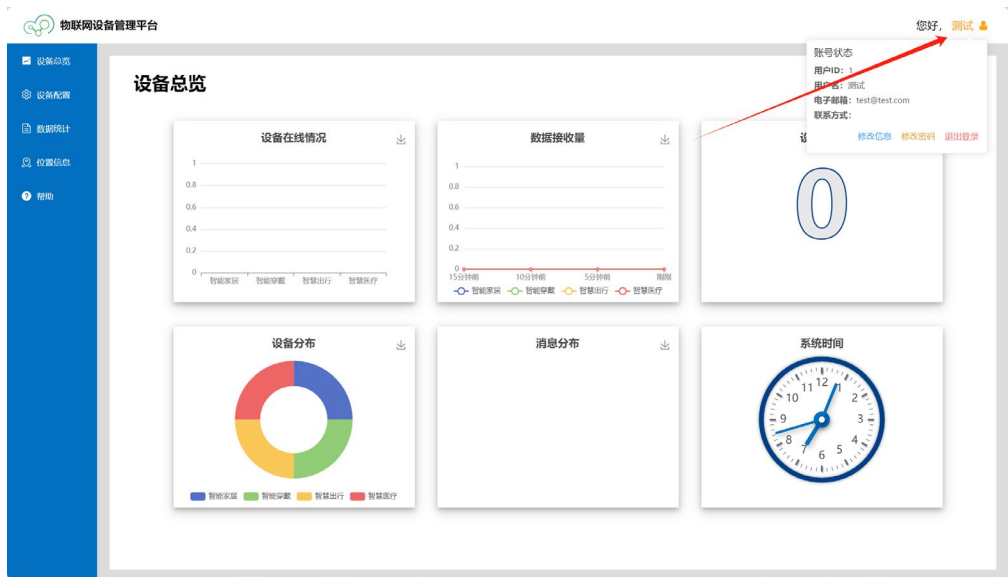 物联网设备管理平台
您好, 测试
设备总览
设备配置
数据统计
位置信息
帮助
设备总览
账号状态
用户ID: 1
用户名: 测试
电子邮箱: test@test.com
联系方式:
修改信息 修改密码 退出登录
设备在线情况
1
0.8
0.6
0.4
0.2
0
智能家居 智能穿戴 智慧出行 智慧医疗
数据接收量
1
0.8
0.6
0.4
0.2
0
15分钟前 10分钟前 5分钟前 刚刚
智能家居 智能穿戴 智慧出行 智慧医疗
0
设备分布
智能家居 智能穿戴 智慧出行 智慧医疗
消息分布
系统时间
12
1
2
3
4
5
6
7
8
9
10
11